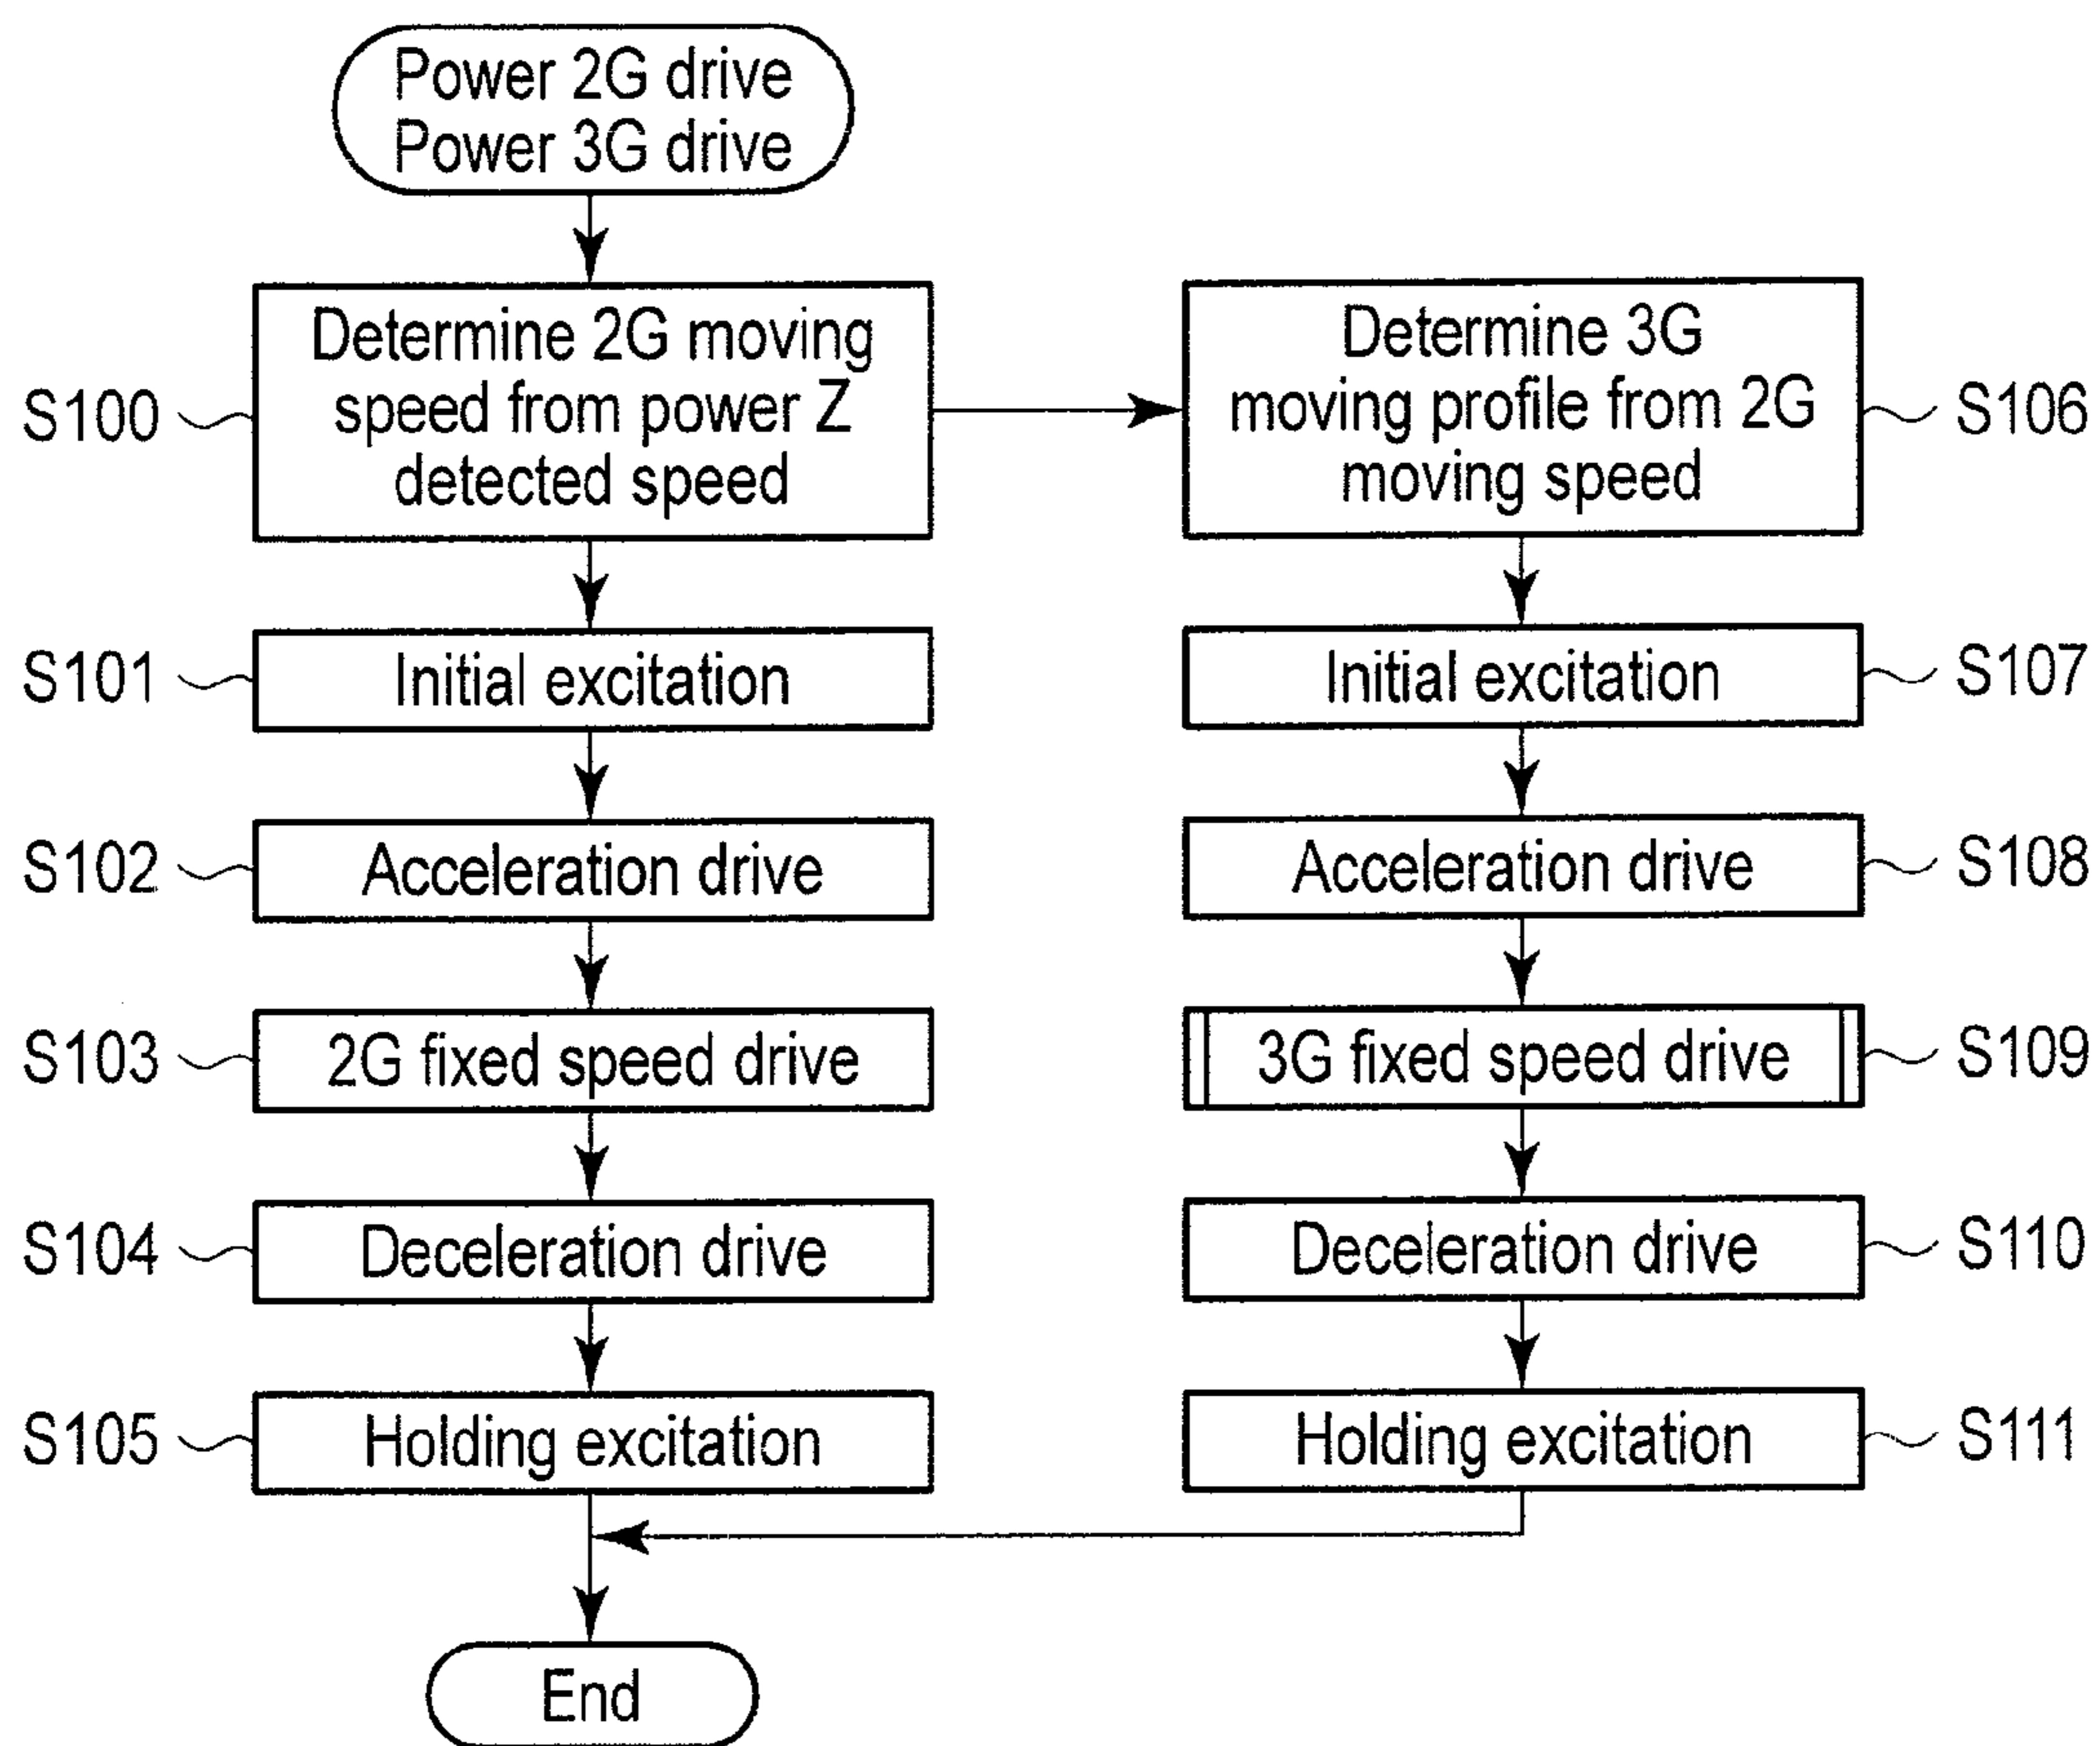 Power 2G drive
Power 3G drive
S100
Determine 2G moving
speed from power Z
detected speed
Determine 3G
moving profile from 2G
moving speed
S106
S101
Initial excitation
Initial excitation
S107
S102
Acceleration drive
Acceleration drive
S108
S103
2G fixed speed drive
3G fixed speed drive
S109
S104
Deceleration drive
Deceleration drive
S110
S105
Holding excitation
Holding excitation
S111
End